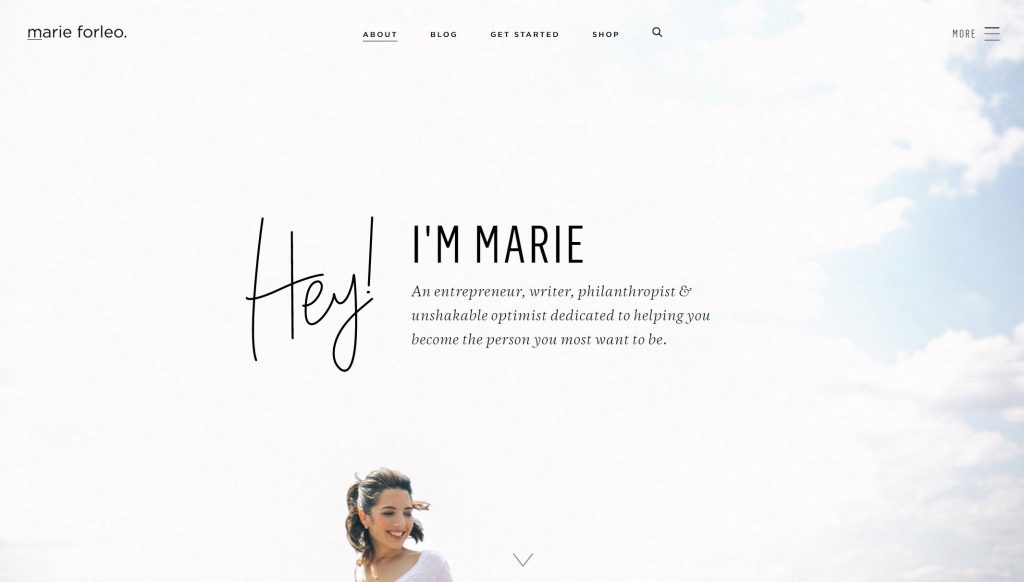 marie forleo.
ABOUT
BLOG
GET STARTED
SHOP
MORE
Hey!
I'M MARIE
An entrepreneur, writer, philanthropist &
unshakable optimist dedicated to helping you
become the person you most want to be.